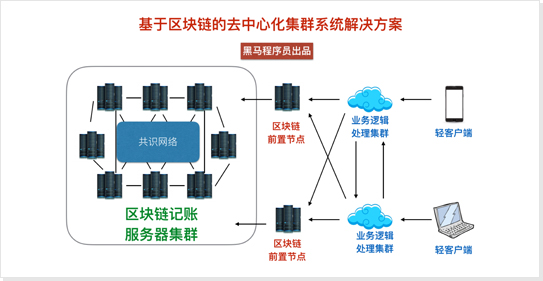 基于区块链的去中心化集群系统解决方案
黑马程序员出品
共识网络
区块链记账
服务器集群
区块链
前置节点
业务逻辑
处理集群
轻客户端
区块链
前置节点
业务逻辑
处理集群
轻客户端